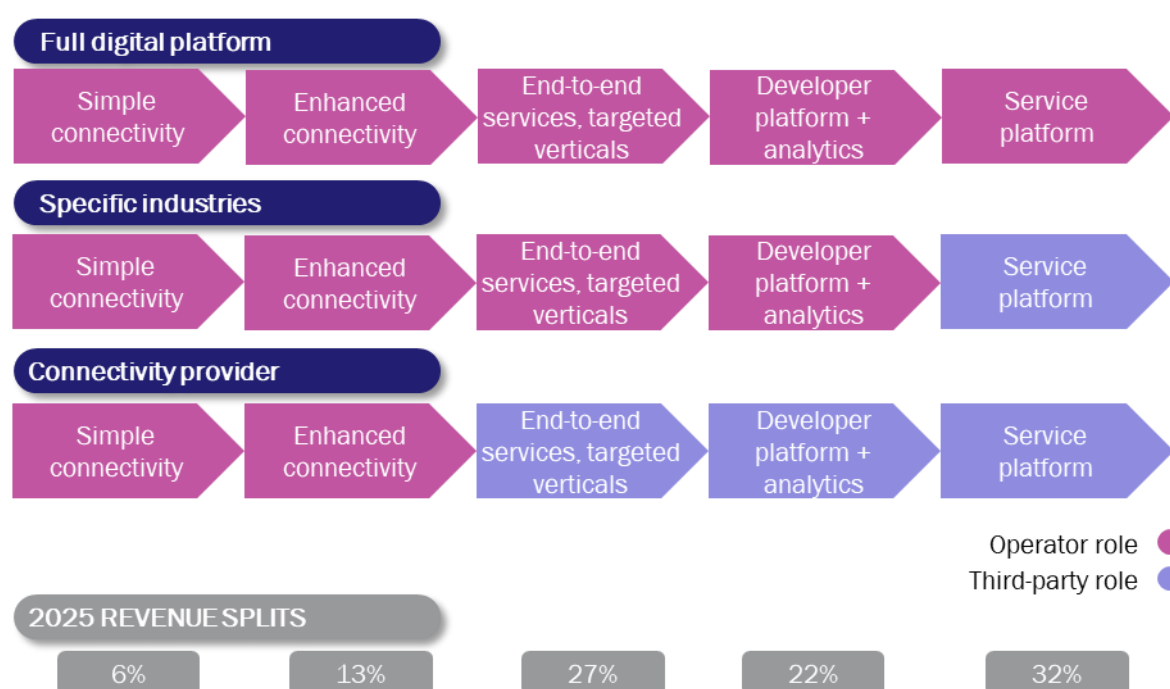 Full digital platform
Simple
connectivity
Enhanced
connectivity
End-to-end
services, targeted
verticals
Developer
platform +
analytics
Service
platform
Specific industries
Simple
connectivity
Enhanced
connectivity
End-to-end
services, targeted
verticals
Developer
platform +
analytics
Service
platform
Connectivity provider
Simple
connectivity
Enhanced
connectivity
End-to-end
services, targeted
verticals
Developer
platform +
analytics
Service
platform
Operator role
Third-party role
2025 REVENUE SPLITS
6%
13%
27%
22%
32%